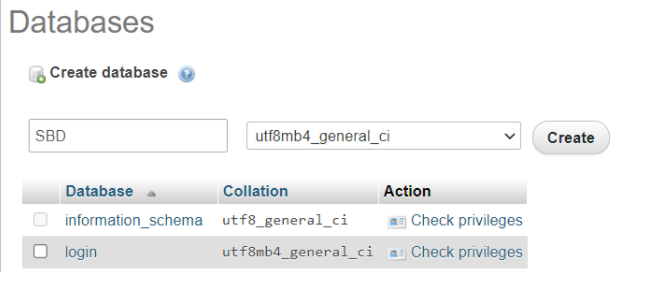 Databases
Create database
SBD utf8mb4_general_ci Create
Database Collation Action
information_schema utf8_general_ci Check privileges
login utf8mb4_general_ci Check privileges